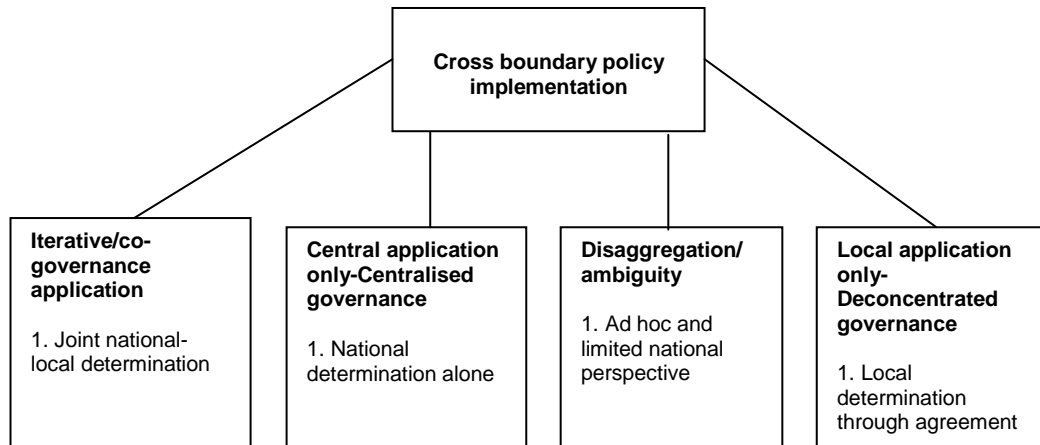 Cross boundary policy
implementation
Iterative/co-
governance
application
1. Joint national-
local determination
Central application
only-Centralised
governance
1. National
determination alone
Disaggregation/
ambiguity
1. Ad hoc and
limited national
perspective
Local application
only-
Deconcentrated
governance
1. Local
determination
through agreement